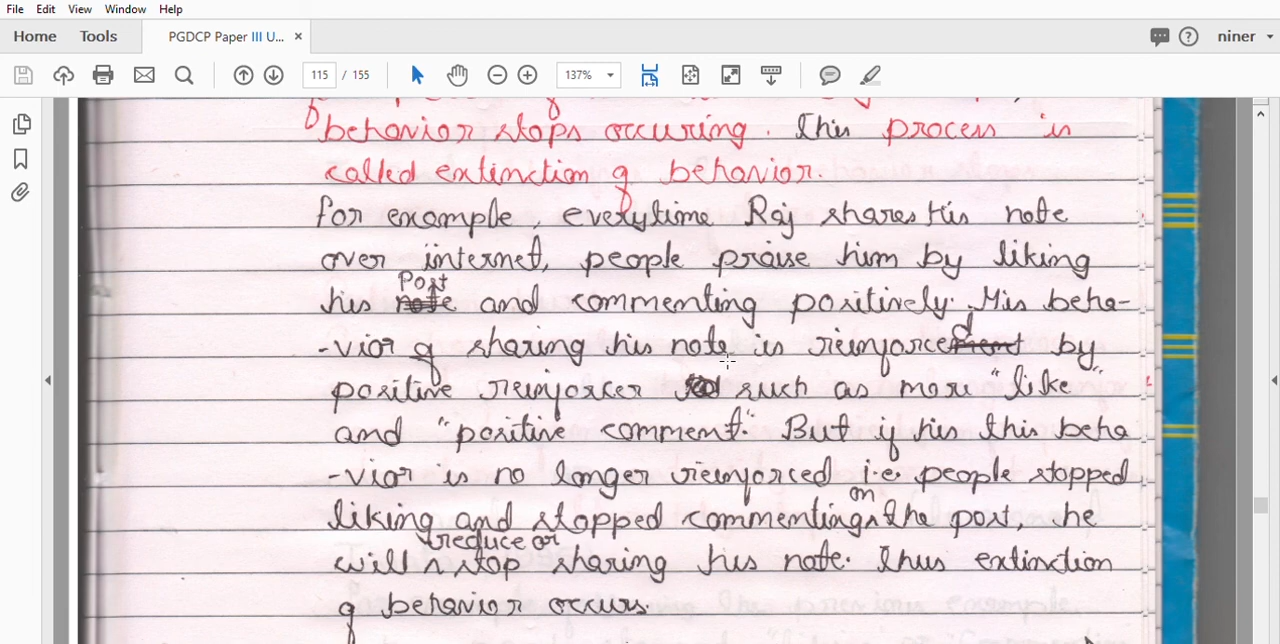 File Edit View Window Help
Home Tools PGDCP Paper III U... × niner
115 / 155 137%
behavior stops occuring. This process is
called extinction of behavior.
for example, everytime Raj shares his note
over internet, people praise him by liking
his note Post and commenting positively. His beha-
-vior of sharing his note is reinforcement d by
positive reinforcer such as more "like"
and "positive comment." But if his this beha
-vior is no longer reinforced i.e. people stopped
liking and stopped commenting on the post, he
will reduce or stop sharing his note. Thus extinction
of behavior occurs.